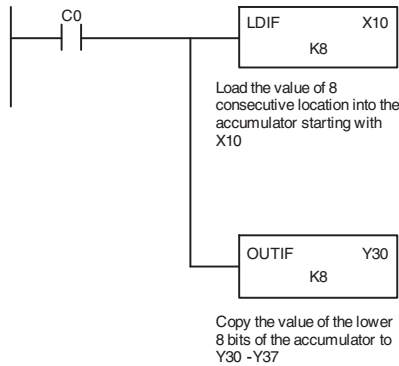 C0
LDIF X10
K8
Load the value of 8
consecutive location into the
accumulator starting with
X10
OUTIF Y30
K8
Copy the value of the lower
8 bits of the accumulator to
Y30 -Y37